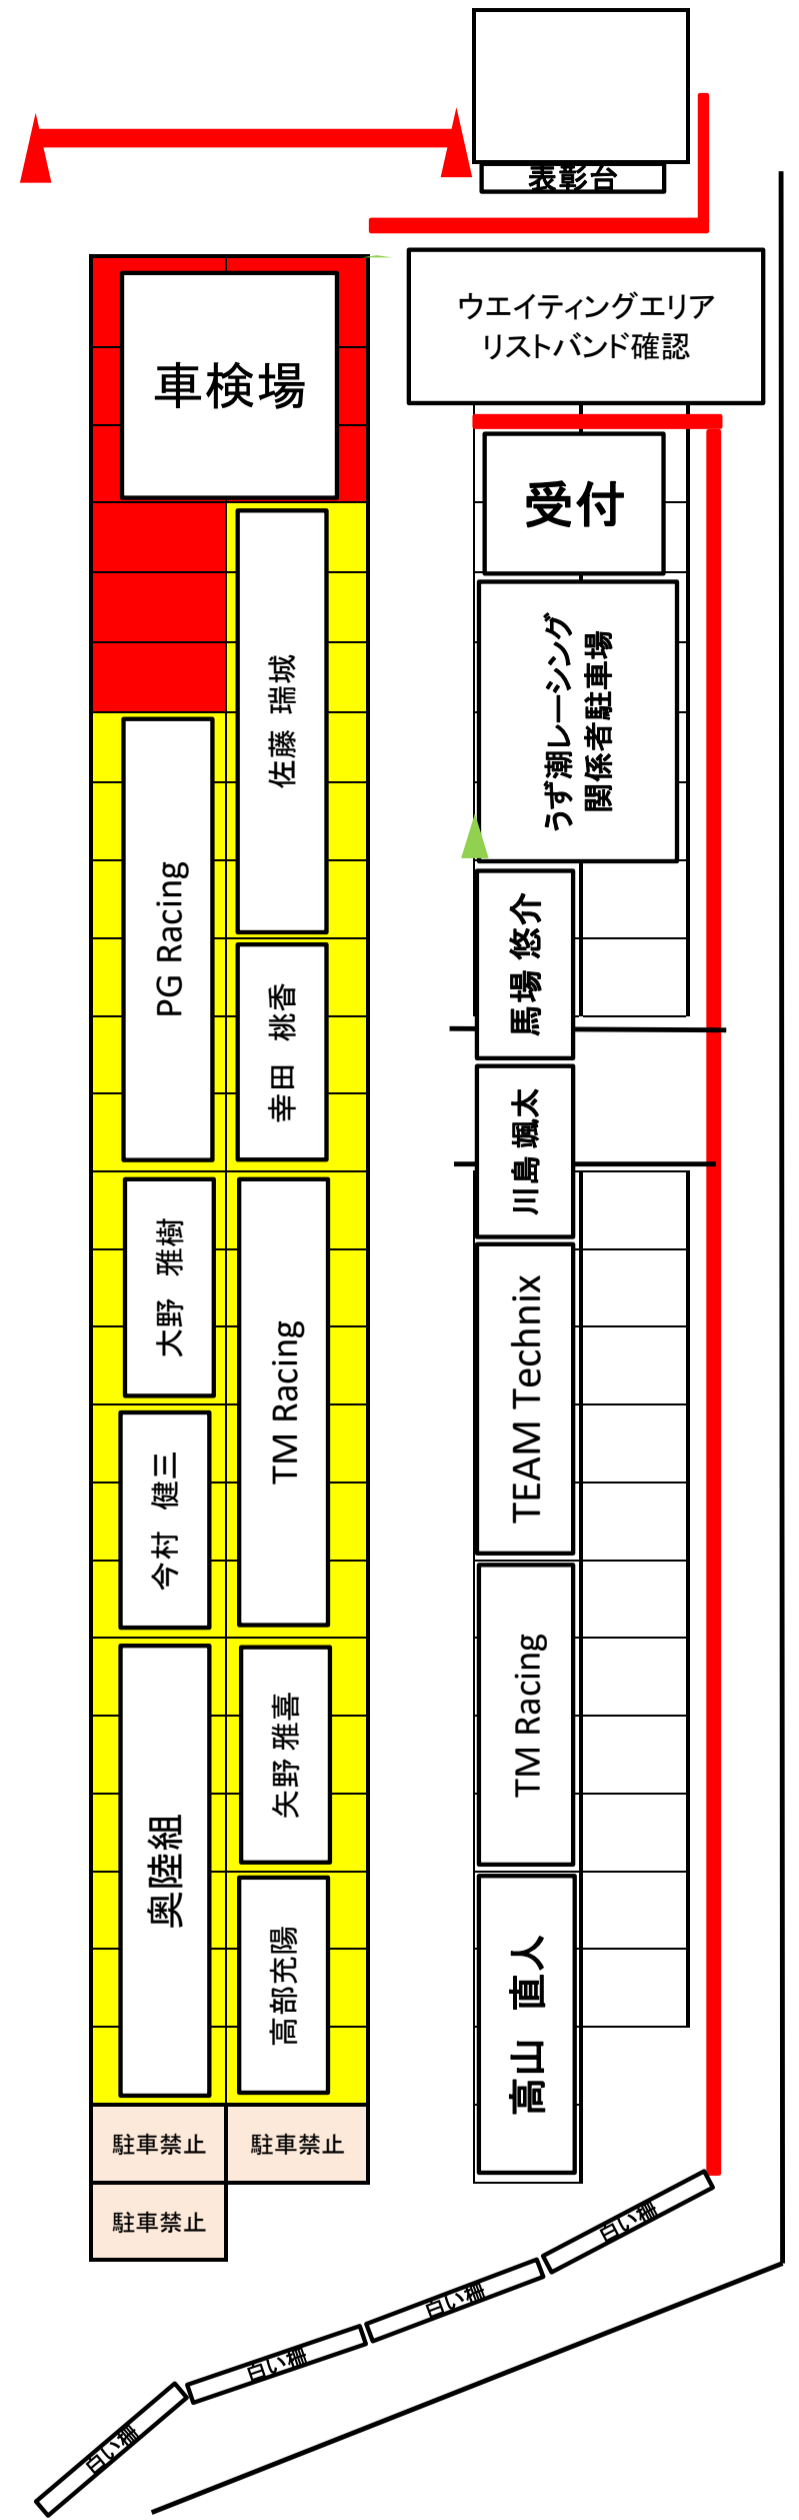 表彰台
ウエイティングエリア
リストバンド確認
車検場
受付
佐藤 瑞城
うず潮レーシング
関係者駐車場
PG Racing
馬場 悠介
幸田 桃香
川島 颯太
大野 雅樹
TM Racing
TEAM Technix
今村 健三
TM Racing
矢野 雅喜
奥陸組
高部充陽
高山 直人
駐車禁止
駐車禁止
駐車禁止
白い柵
白い柵
白い柵
白い柵